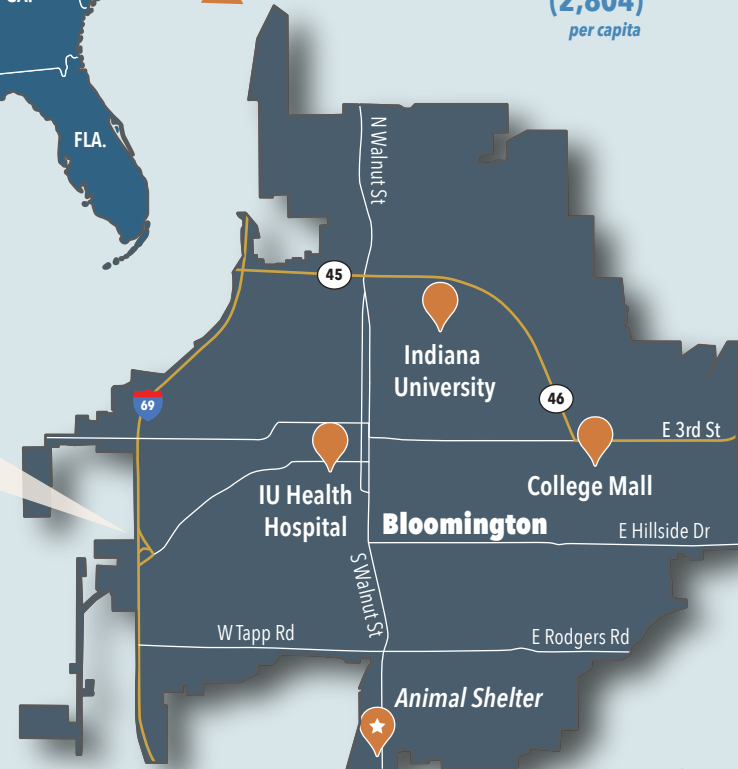 (2,804)
per capita
FLA.
N Walnut St
45
Indiana
University
46
69
E 3rd St
College Mall
IU Health
Hospital
Bloomington
E Hillside Dr
S Walnut St
W Tapp Rd
E Rodgers Rd
Animal Shelter